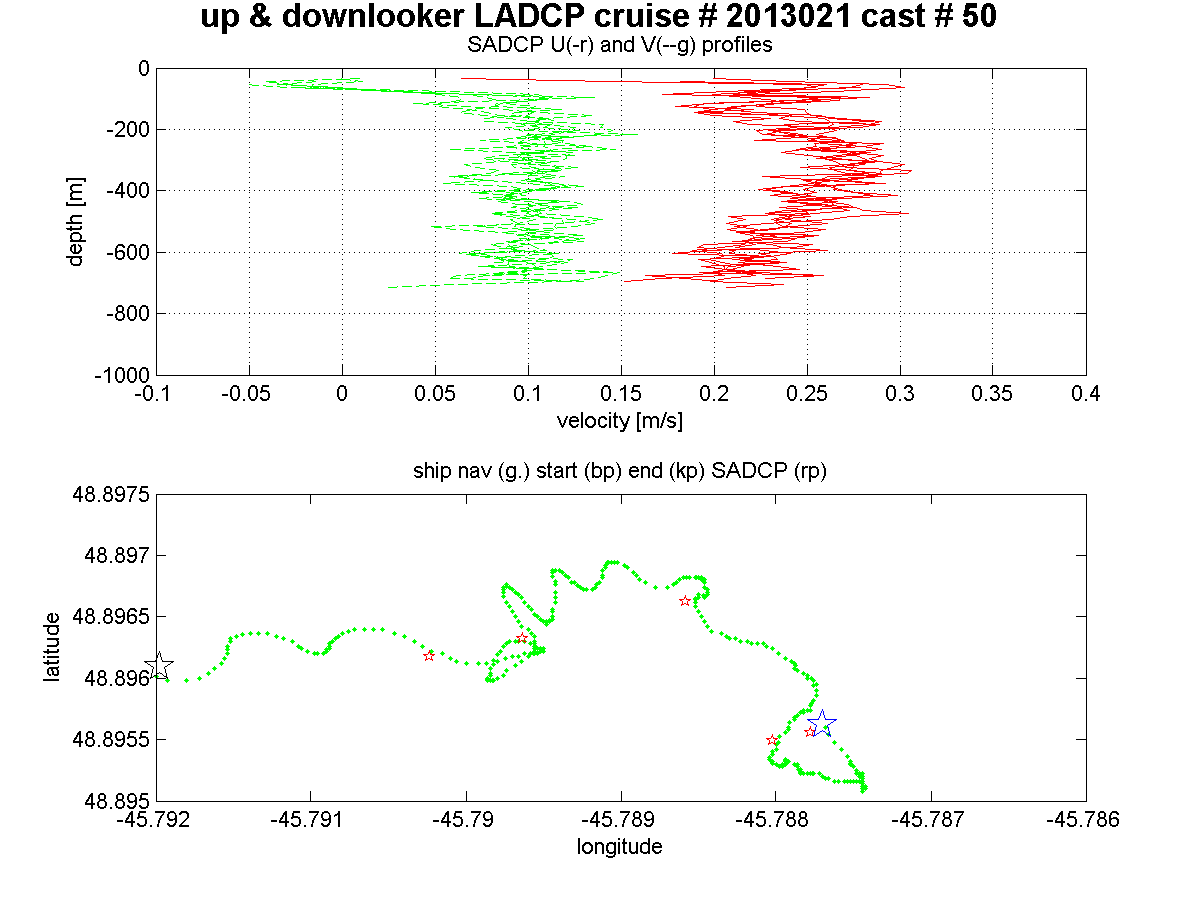 up & downlooker LADCP cruise # 2013021 cast # 50
SADCP U(-r) and V(--g) profiles
0
-200
-400
-600
-800
-1000
depth [m]
-0.1 -0.05 0 0.05 0.1 0.15 0.2 0.25 0.3 0.35 0.4
velocity [m/s]
ship nav (g.) start (bp) end (kp) SADCP (rp)
48.8975
48.897
48.8965
48.896
48.8955
48.895
latitude
-45.792 -45.791 -45.79 -45.789 -45.788 -45.787 -45.786
longitude